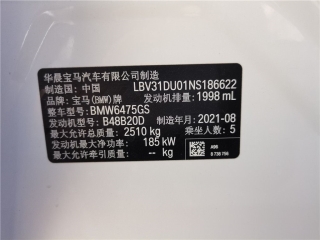 华晨宝马汽车有限公司制造
制造国：中国 LBV31DU01NS186622
品牌：宝马(BMW)牌 发动机排量：1998 mL
整车型号：BMW6475GS
发动机型号：B48B20D 制造年月：2021-08
最大允许总质量：2510 kg 乘坐人数：5
发动机最大净功率：185 kW
最大允许牵引质量：-- kg